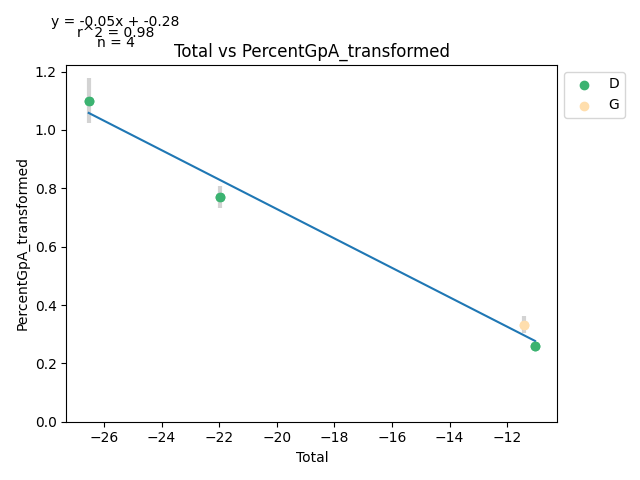 y = -0.05x + -0.28
r^2 = 0.98
n = 4
Total vs PercentGpA_transformed
D
G
1.2
1.0
0.8
0.6
0.4
0.2
0.0
PercentGpA_transformed
−26
−24
−22
−20
−18
−16
−14
−12
Total